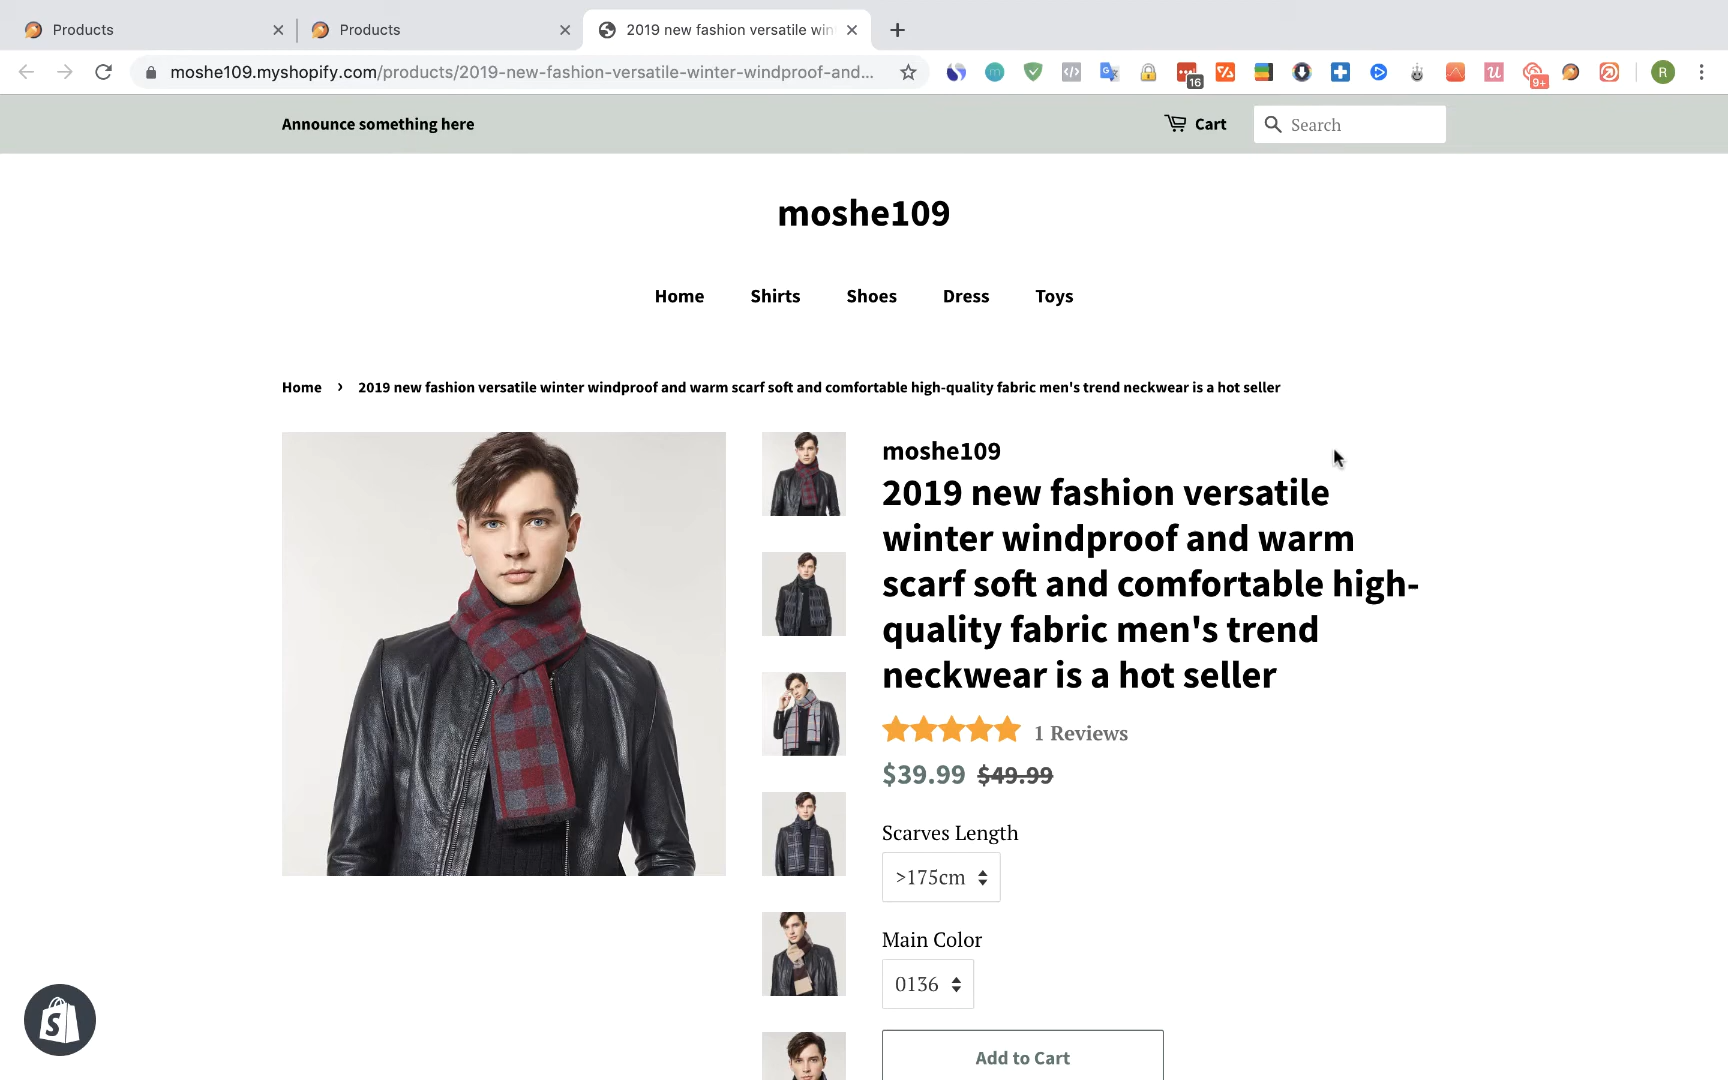 Products
Products
2019 new fashion versatile win
moshe109.myshopify.com/products/2019-new-fashion-versatile-winter-windproof-and...
16
9+
R
Announce something here
Cart
Search
moshe109
Home Shirts Shoes Dress Toys
Home › 2019 new fashion versatile winter windproof and warm scarf soft and comfortable high-quality fabric men's trend neckwear is a hot seller
moshe109
2019 new fashion versatile
winter windproof and warm
scarf soft and comfortable high-
quality fabric men's trend
neckwear is a hot seller
1 Reviews
$39.99 $49.99
Scarves Length
>175cm
Main Color
0136
Add to Cart